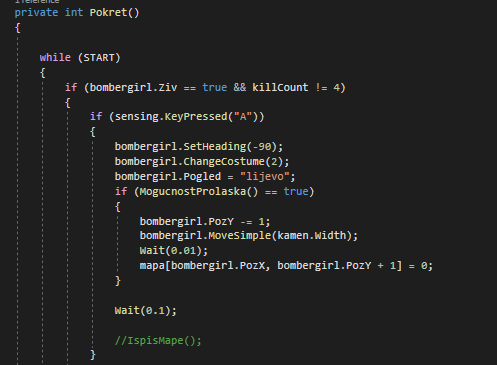 1 reference
private int Pokret()
{
while (START)
{
if (bombergirl.Ziv == true && killCount != 4)
{
if (sensing.KeyPressed("A"))
{
bombergirl.SetHeading(-90);
bombergirl.ChangeCostume(2);
bombergirl.Pogled = "lijevo";
if (MogucnostProlaska() == true)
{
bombergirl.PozY -= 1;
bombergirl.MoveSimple(kamen.Width);
Wait(0.01);
mapa[bombergirl.PozX, bombergirl.PozY + 1] = 0;
}
Wait(0.1);
//IspisMape();
}